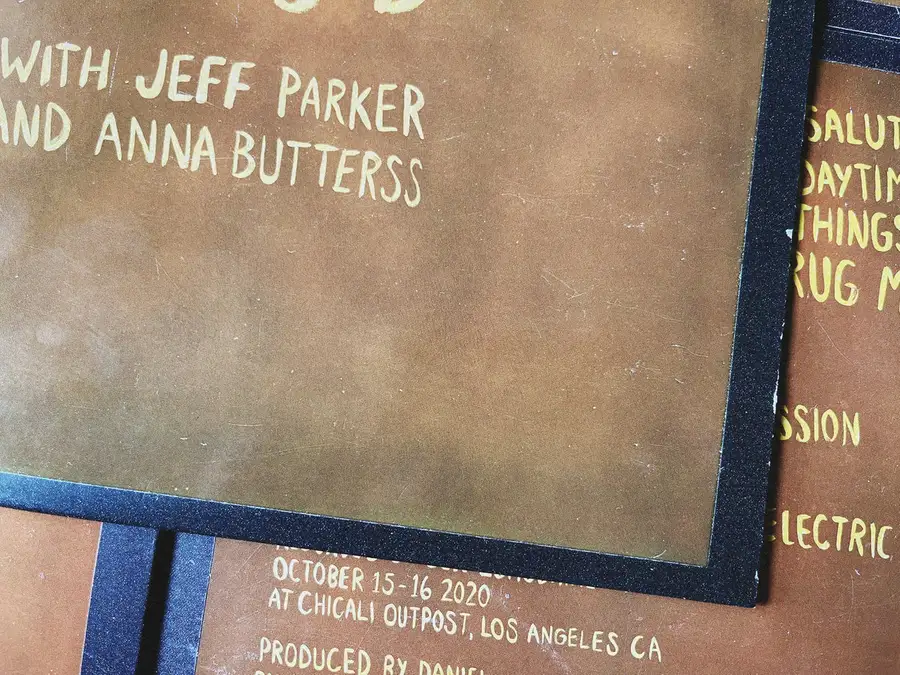 WITH JEFF PARKER
AND ANNA BUTTERSS
SALUT
DAYTIM
THINGS
RUG M
SSION
ELECTRIC
OCTOBER 15-16 2020
AT CHICALI OUTPOST, LOS ANGELES CA
PRODUCED BY DANIEL